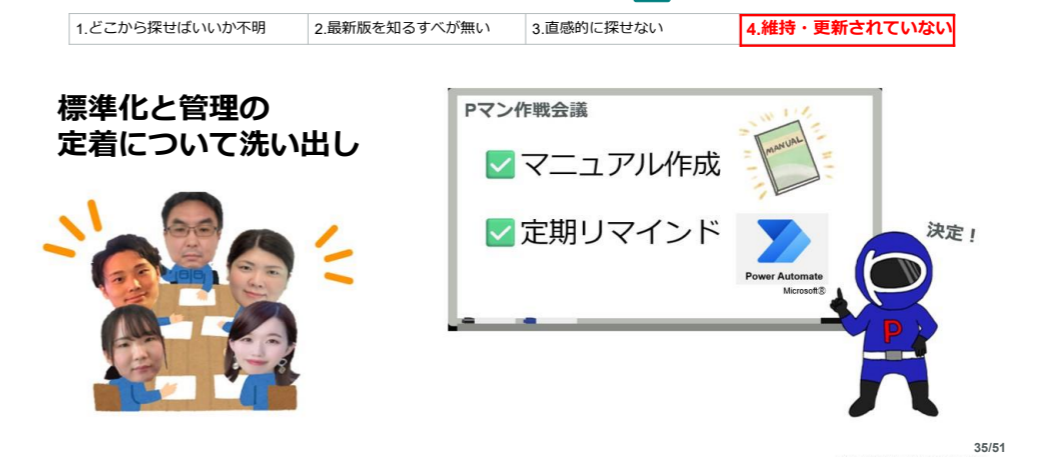 1.どこから探せばいいか不明
2.最新版を知るすべが無い
3.直感的に探せない
4.維持・更新されていない
標準化と管理の
定着について洗い出し
Pマン作戦会議
マニュアル作成
MANUAL
定期リマインド
Power Automate
Microsoft®
決定！
P
35/51